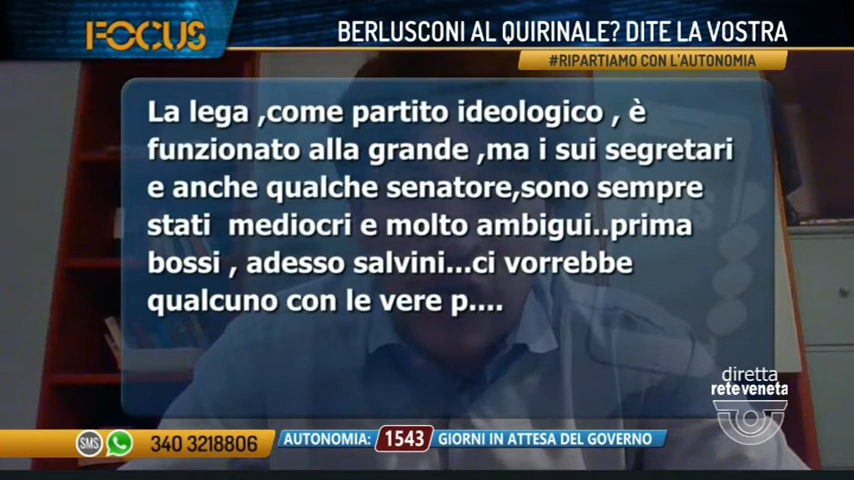 FOCUS
BERLUSCONI AL QUIRINALE? DITE LA VOSTRA
#RIPARTIAMO CON L'AUTONOMIA
La lega ,come partito ideologico , è
funzionato alla grande ,ma i sui segretari
e anche qualche senatore,sono sempre
stati mediocri e molto ambigui..prima
bossi , adesso salvini...ci vorrebbe
qualcuno con le vere p....
diretta
reteveneta
SMS 340 3218806
AUTONOMIA: 1543 GIORNI IN ATTESA DEL GOVERNO